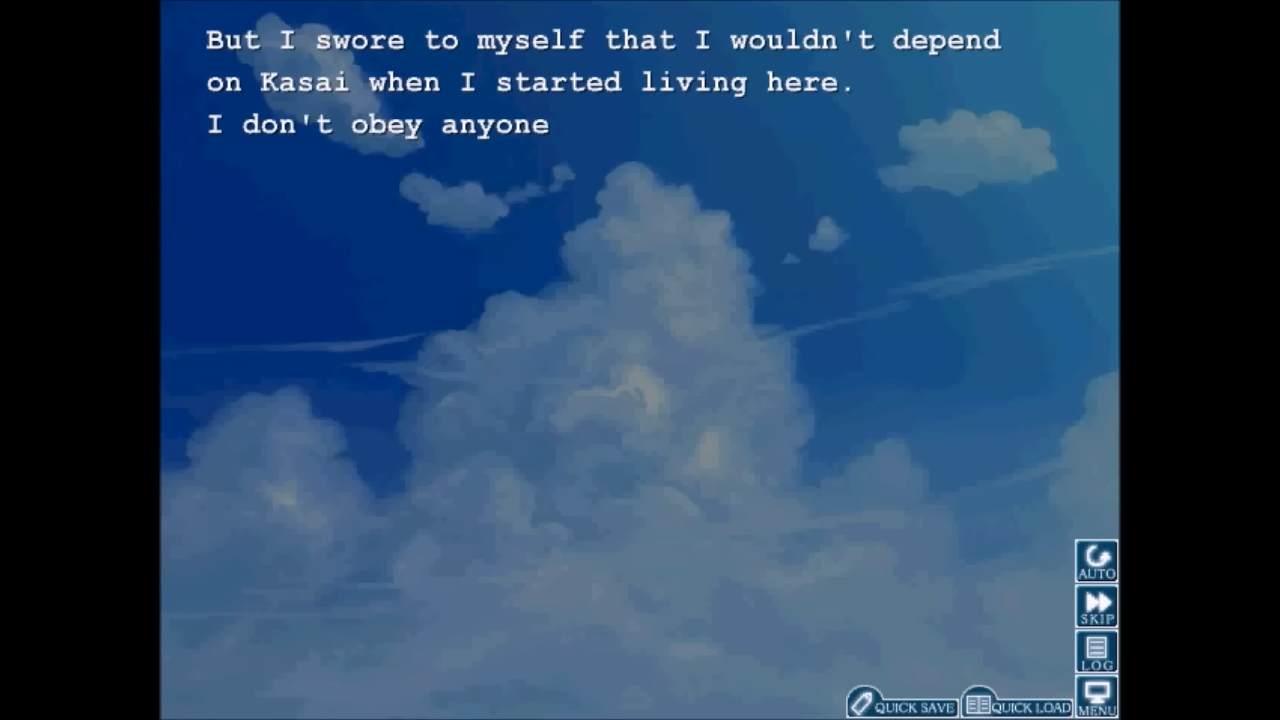 But I swore to myself that I wouldn't depend
on Kasai when I started living here.
I don't obey anyone
AUTO
SKIP
LOG
QUICK SAVE
QUICK LOAD
MENU